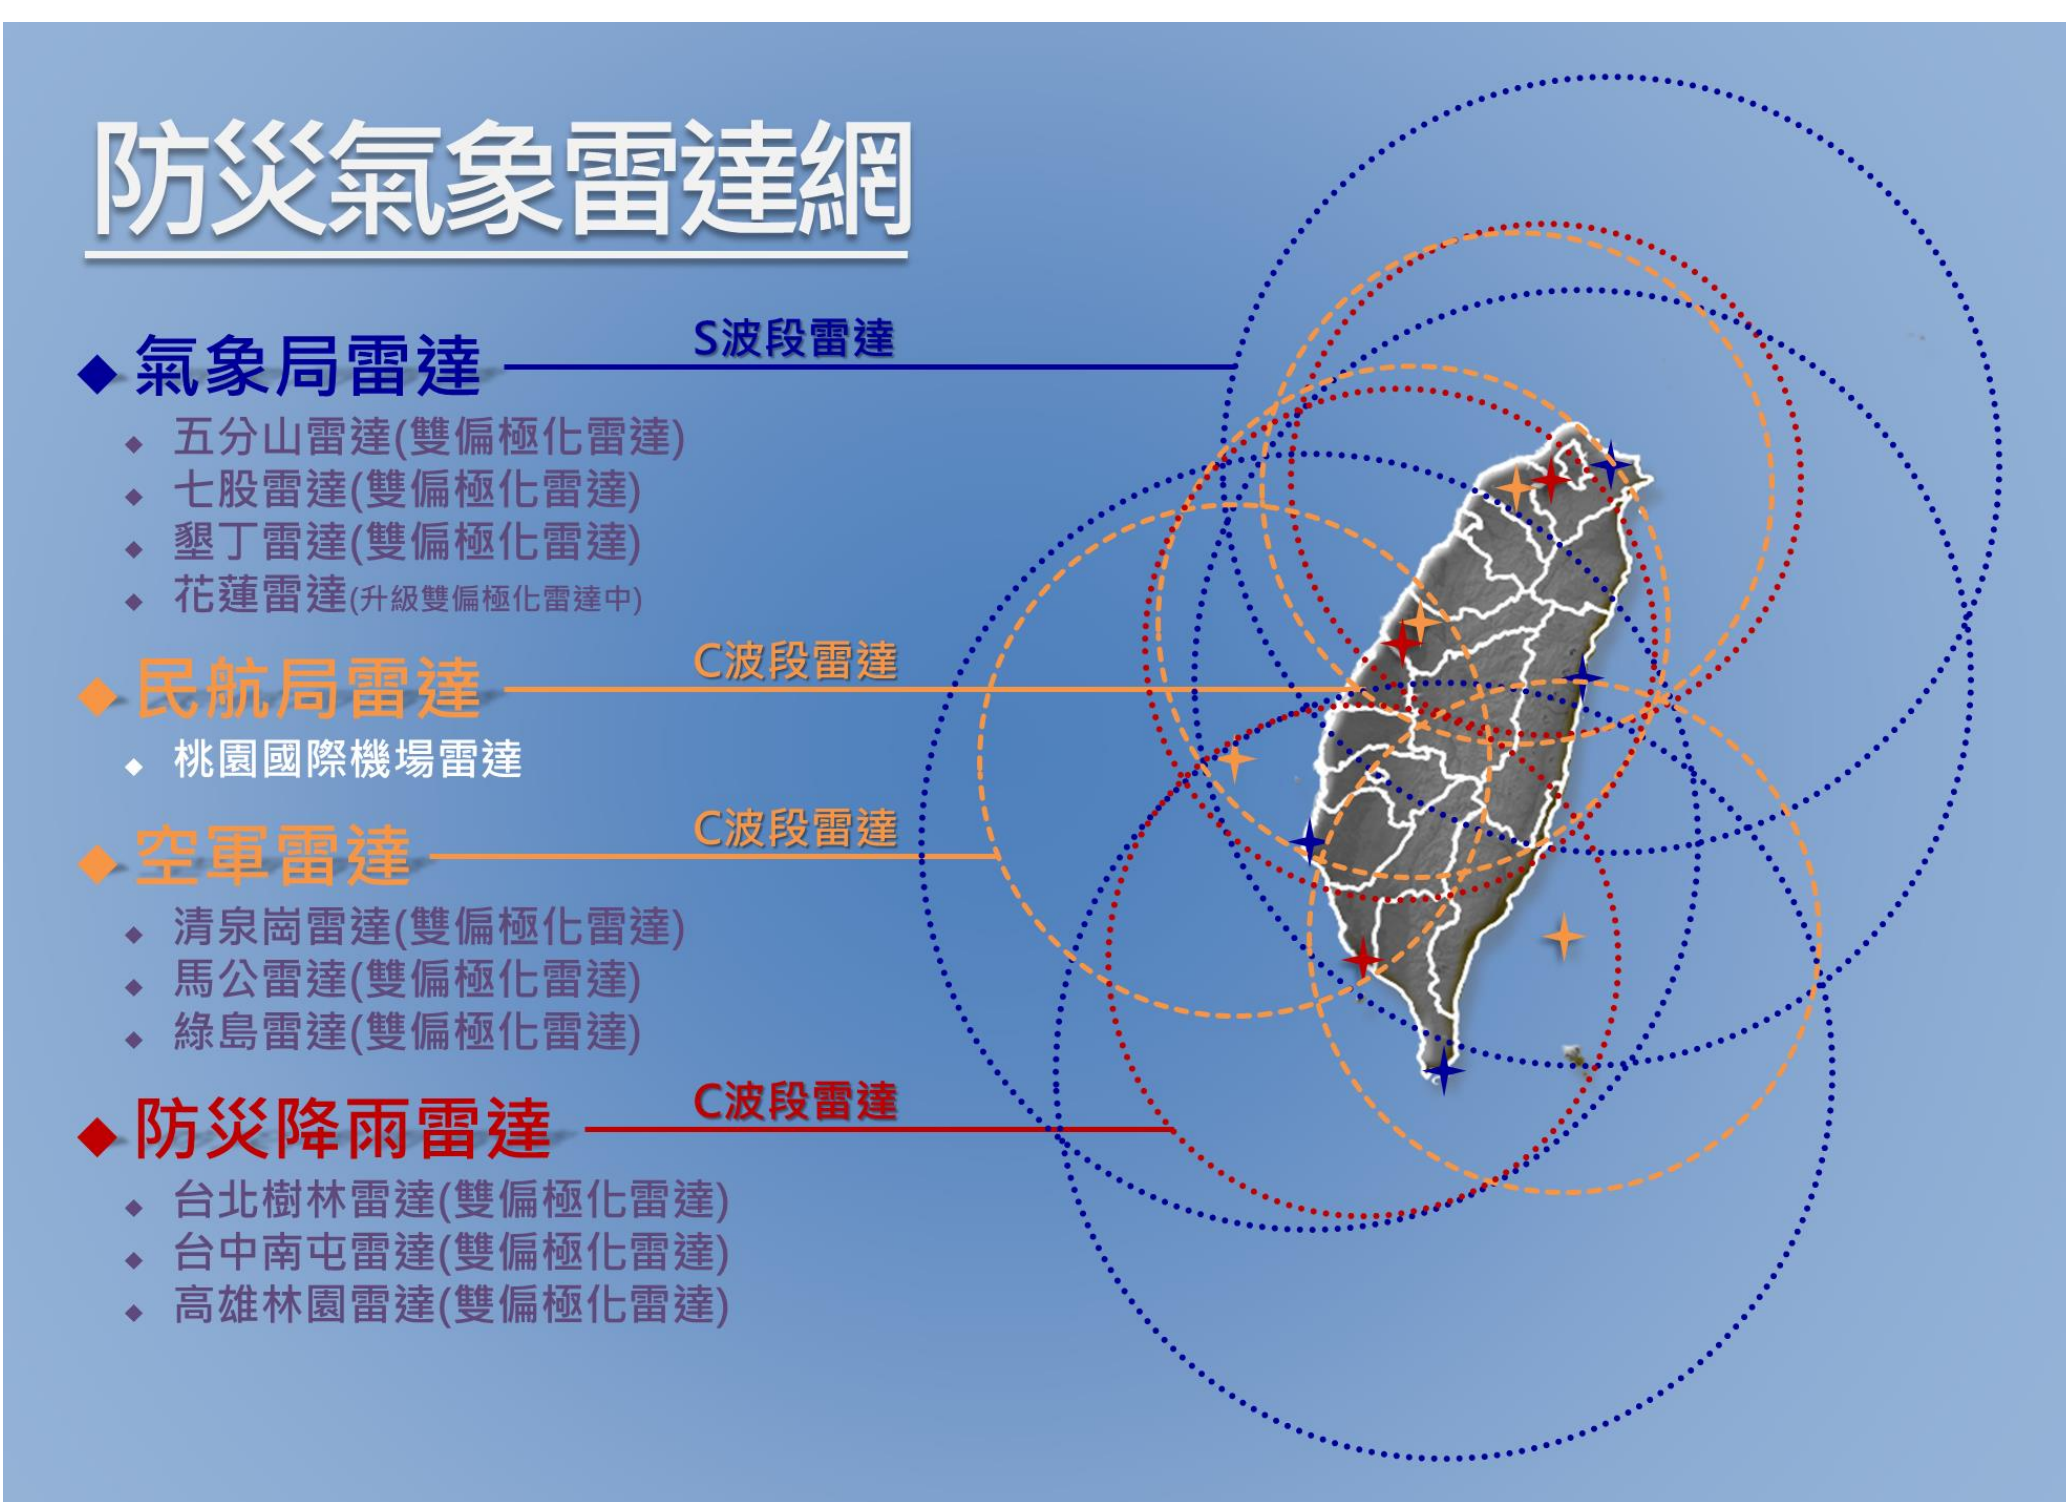 防災氣象雷達網
◆氣象局雷達 S波段雷達
◆ 五分山雷達(雙偏極化雷達)
◆ 七股雷達(雙偏極化雷達)
◆ 墾丁雷達(雙偏極化雷達)
◆ 花蓮雷達(升級雙偏極化雷達中)
◆民航局雷達 C波段雷達
◆ 桃園國際機場雷達
◆空軍雷達 C波段雷達
◆ 清泉崗雷達(雙偏極化雷達)
◆ 馬公雷達(雙偏極化雷達)
◆ 綠島雷達(雙偏極化雷達)
◆防災降雨雷達 C波段雷達
◆ 台北樹林雷達(雙偏極化雷達)
◆ 台中南屯雷達(雙偏極化雷達)
◆ 高雄林園雷達(雙偏極化雷達)